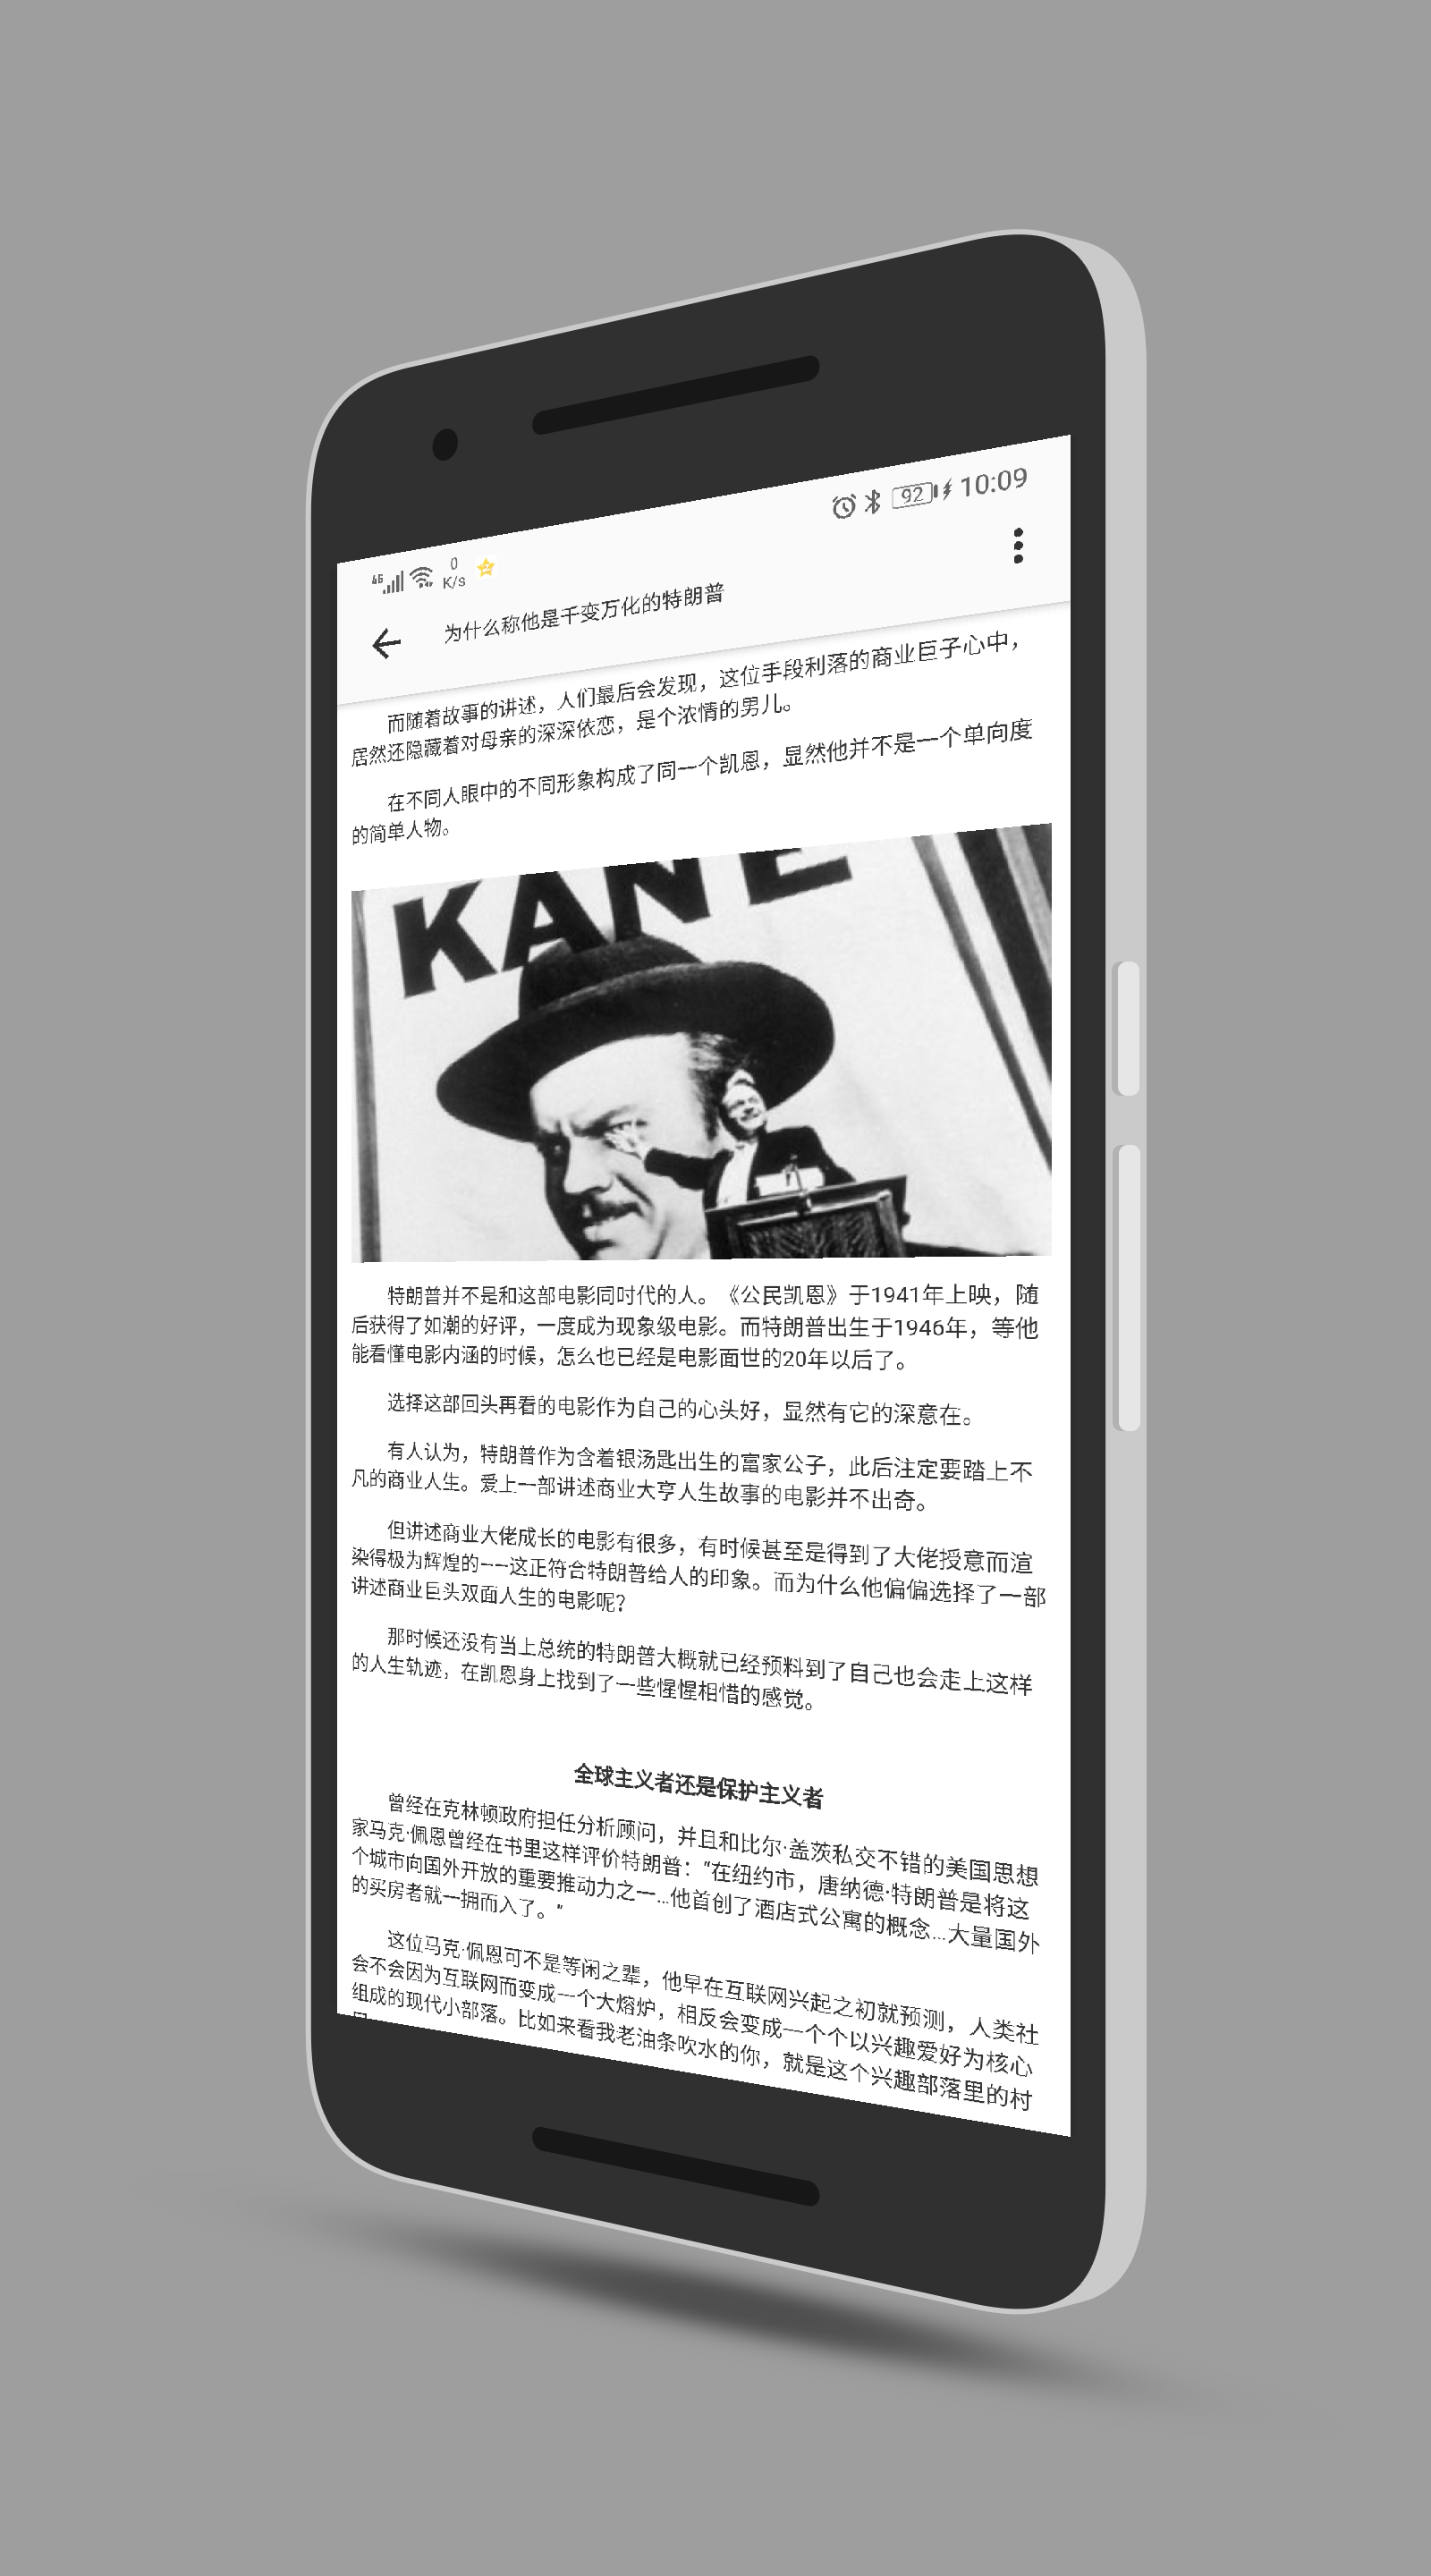 4G
0
K/s
92
10:09
为什么称他是千变万化的特朗普
而随着故事的讲述，人们最后会发现，这位手段利落的商业巨子心中，
居然还隐藏着对母亲的深深依恋，是个浓情的男儿。
在不同人眼中的不同形象构成了同一个凯恩，显然他并不是一个单向度
的简单人物。
KANE
特朗普并不是和这部电影同时代的人。《公民凯恩》于1941年上映，随
后获得了如潮的好评，一度成为现象级电影。而特朗普出生于1946年，等他
能看懂电影内涵的时候，怎么也已经是电影面世的20年以后了。
选择这部回头再看的电影作为自己的心头好，显然有它的深意在。
有人认为，特朗普作为含着银汤匙出生的富家公子，此后注定要踏上不
凡的商业人生。爱上一部讲述商业大亨人生故事的电影并不出奇。
但讲述商业大佬成长的电影有很多，有时候甚至是得到了大佬授意而渲
染得极为辉煌的——这正符合特朗普给人的印象。而为什么他偏偏选择了一部
讲述商业巨头双面人生的电影呢？
那时候还没有当上总统的特朗普大概就已经预料到了自己也会走上这样
的人生轨迹，在凯恩身上找到了一些惺惺相惜的感觉。
全球主义者还是保护主义者
曾经在克林顿政府担任分析顾问，并且和比尔·盖茨私交不错的美国思想
家马克·佩恩曾经在书里这样评价特朗普：“在纽约市，唐纳德·特朗普是将这
个城市向国外开放的重要推动力之一...他首创了酒店式公寓的概念...大量国外
的买房者就一拥而入了。”
这位马克·佩恩可不是等闲之辈，他早在互联网兴起之初就预测，人类社
会不会因为互联网而变成一个大熔炉，相反会变成一个个以兴趣爱好为核心
组成的现代小部落。比如来看我老油条吹水的你，就是这个兴趣部落里的村